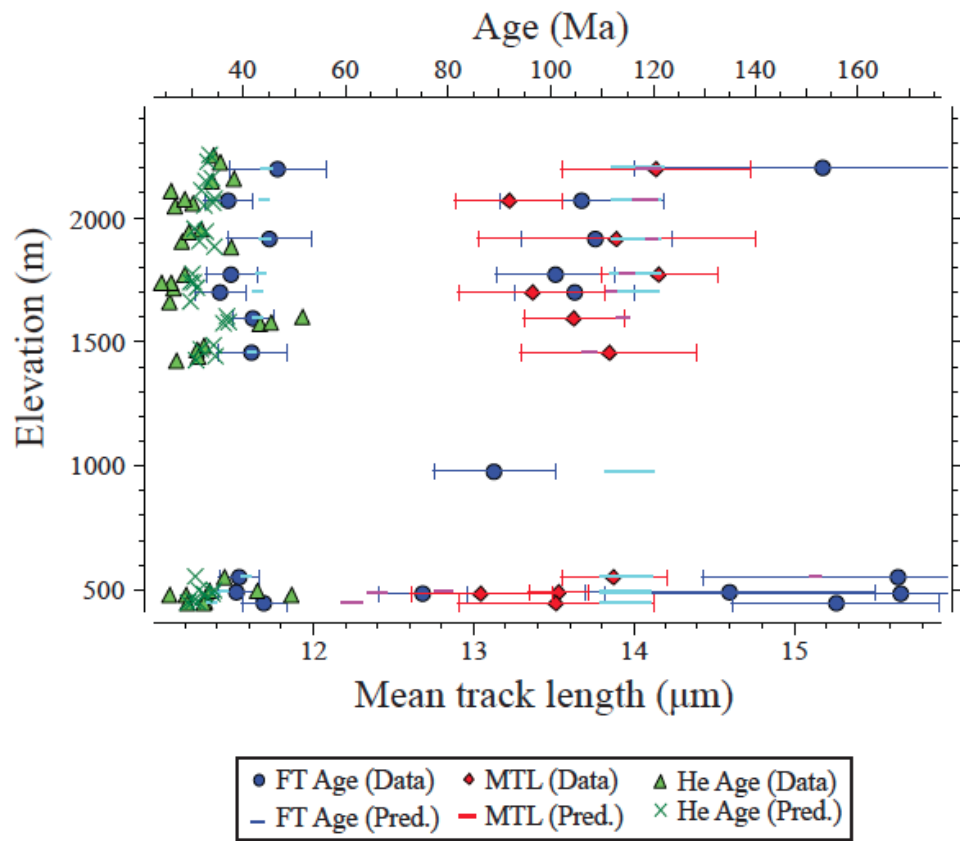 Age (Ma)
40 60 80 100 120 140 160
Elevation (m)
2000
1500
1000
500
12 13 14 15
Mean track length (μm)
FT Age (Data) MTL (Data) He Age (Data)
FT Age (Pred.) MTL (Pred.) He Age (Pred.)